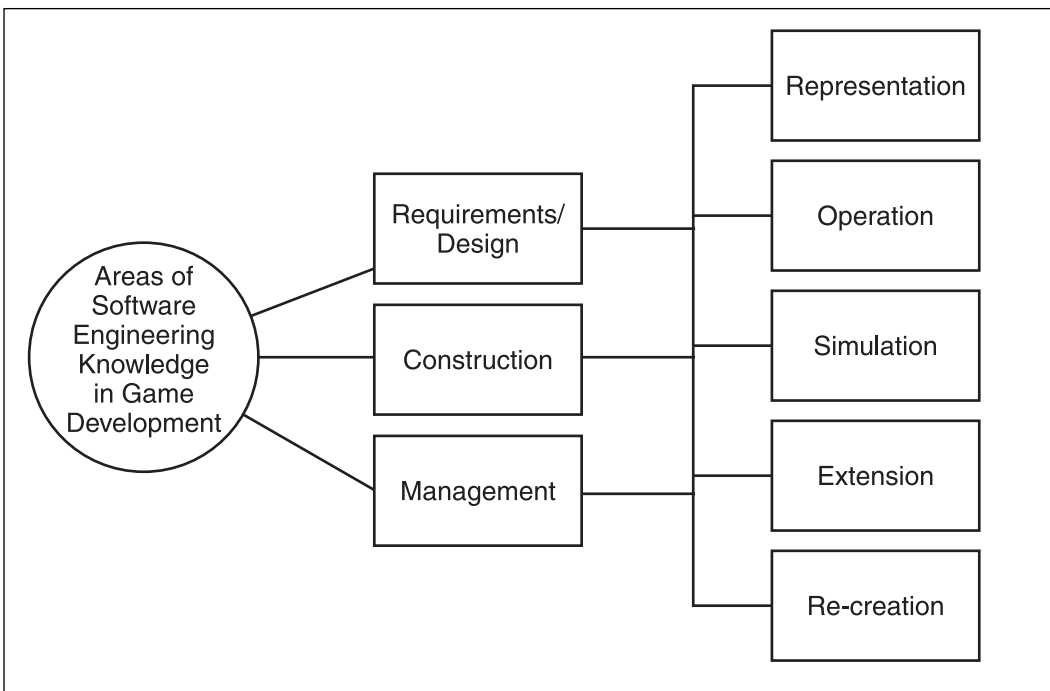 Areas of
Software
Engineering
Knowledge
in Game
Development
Requirements/
Design
Construction
Management
Representation
Operation
Simulation
Extension
Re-creation